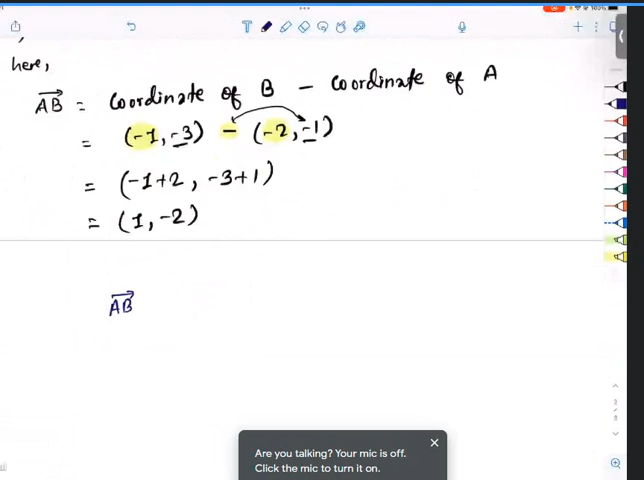 here,
AB = Coordinate of B - coordinate of A
= (-1, -3) - (-2, -1)
= (-1+2, -3+1)
= (1, -2)
AB
Are you talking? Your mic is off.
Click the mic to turn it on.